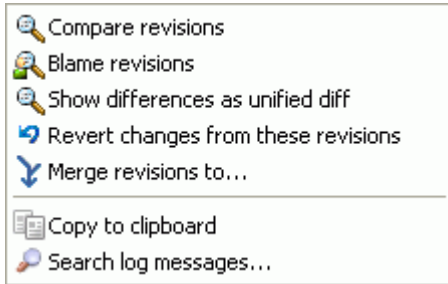 Compare revisions
Blame revisions
Show differences as unified diff
Revert changes from these revisions
Merge revisions to...
Copy to clipboard
Search log messages...